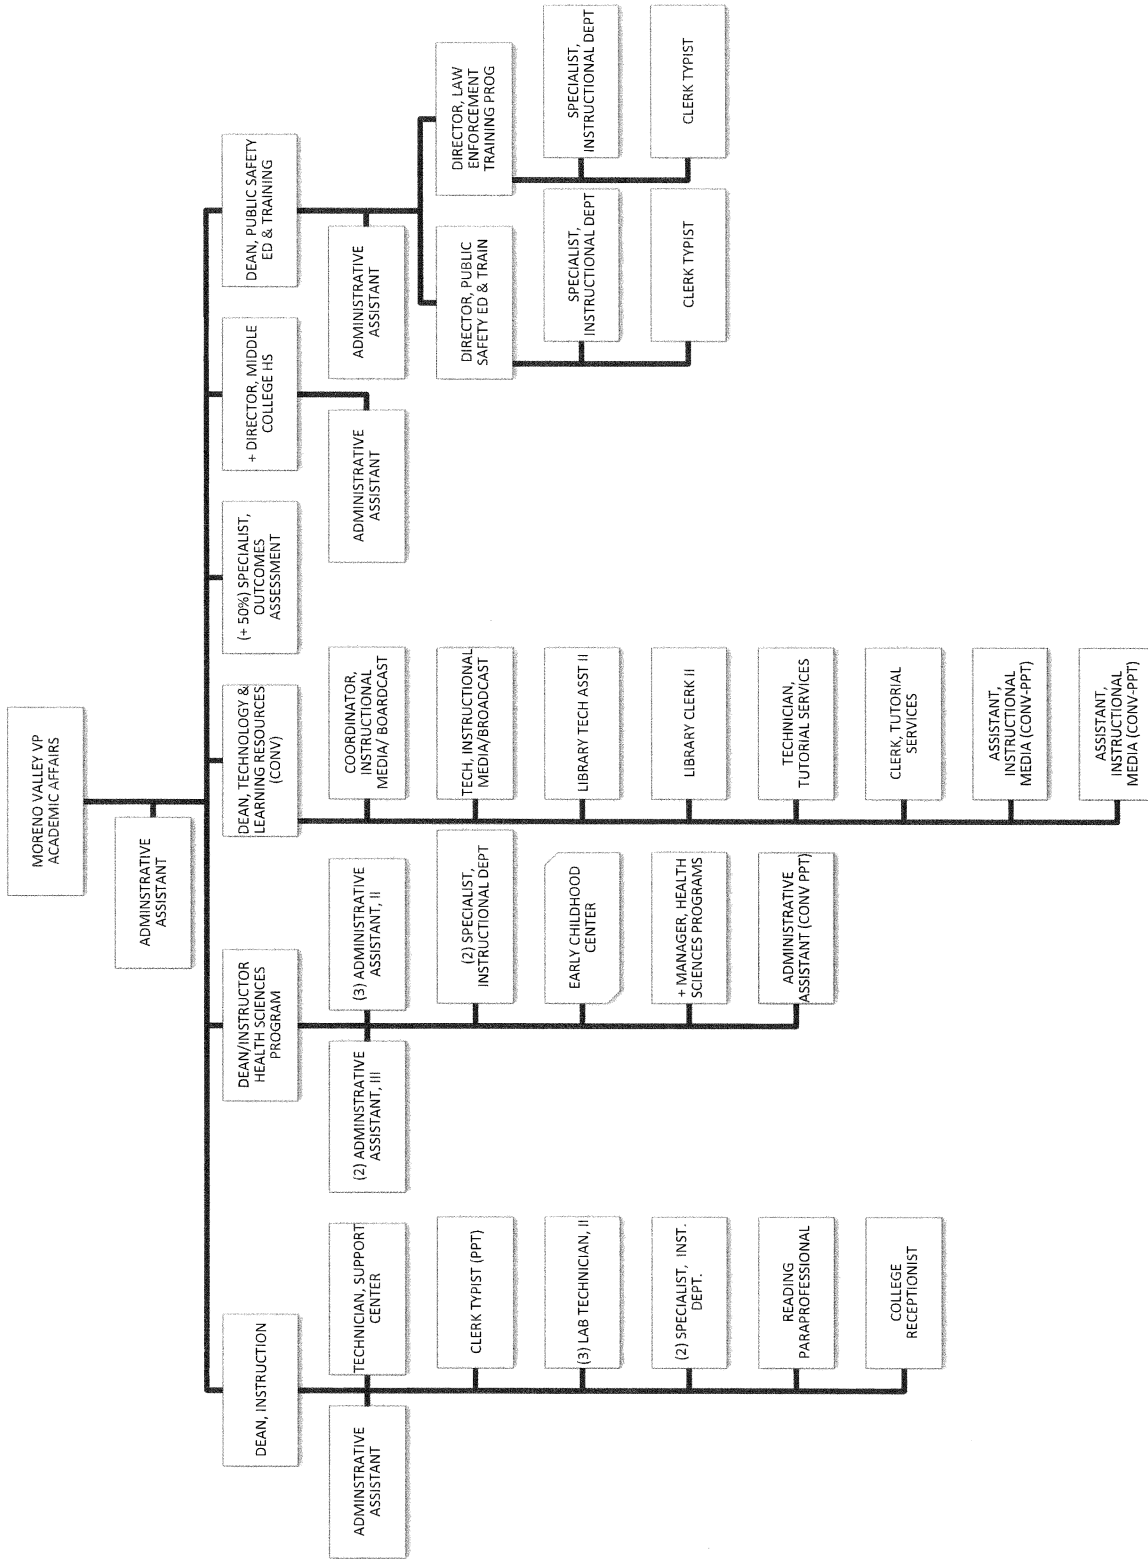 MORENO VALLEY VP
ACADEMIC AFFAIRS
ADMINSTRATIVE
ASSISTANT
DEAN, INSTRUCTION
ADMINSTRATIVE
ASSISTANT
TECHNICIAN, SUPPORT
CENTER
CLERK TYPIST (PPT)
(3) LAB TECHNICIAN, II
(2) SPECIALIST, INST.
DEPT.
READING
PARAPROFESSIONAL
COLLEGE
RECEPTIONIST
DEAN/INSTRUCTOR
HEALTH SCIENCES
PROGRAM
(2) ADMINSTRATIVE
ASSISTANT, III
(3) ADMINISTRATIVE
ASSISTANT, II
(2) SPECIALIST,
INSTRUCTIONAL DEPT
EARLY CHILDHOOD
CENTER
+ MANAGER, HEALTH
SCIENCES PROGRAMS
ADMINISTRATIVE
ASSISTANT (CONV PPT)
DEAN, TECHNOLOGY &
LEARNING RESOURCES
(CONV)
COORDINATOR,
INSTRUCTIONAL
MEDIA/ BOARDCAST
TECH, INSTRUCTIONAL
MEDIA/BROADCAST
LIBRARY TECH ASST II
LIBRARY CLERK II
TECHNICIAN,
TUTORIAL SERVICES
CLERK, TUTORIAL
SERVICES
ASSISTANT,
INSTRUCTIONAL
MEDIA (CONV-PPT)
ASSISTANT,
INSTRUCTIONAL
MEDIA (CONV-PPT)
(+ 50%) SPECIALIST,
OUTCOMES
ASSESSMENT
+ DIRECTOR, MIDDLE
COLLEGE HS
ADMINISTRATIVE
ASSISTANT
DEAN, PUBLIC SAFETY
ED & TRAINING
ADMINISTRATIVE
ASSISTANT
DIRECTOR, PUBLIC
SAFETY ED & TRAIN
SPECIALIST,
INSTRUCTIONAL DEPT
CLERK TYPIST
DIRECTOR, LAW
ENFORCEMENT
TRAINING PROG
SPECIALIST,
INSTRUCTIONAL DEPT
CLERK TYPIST